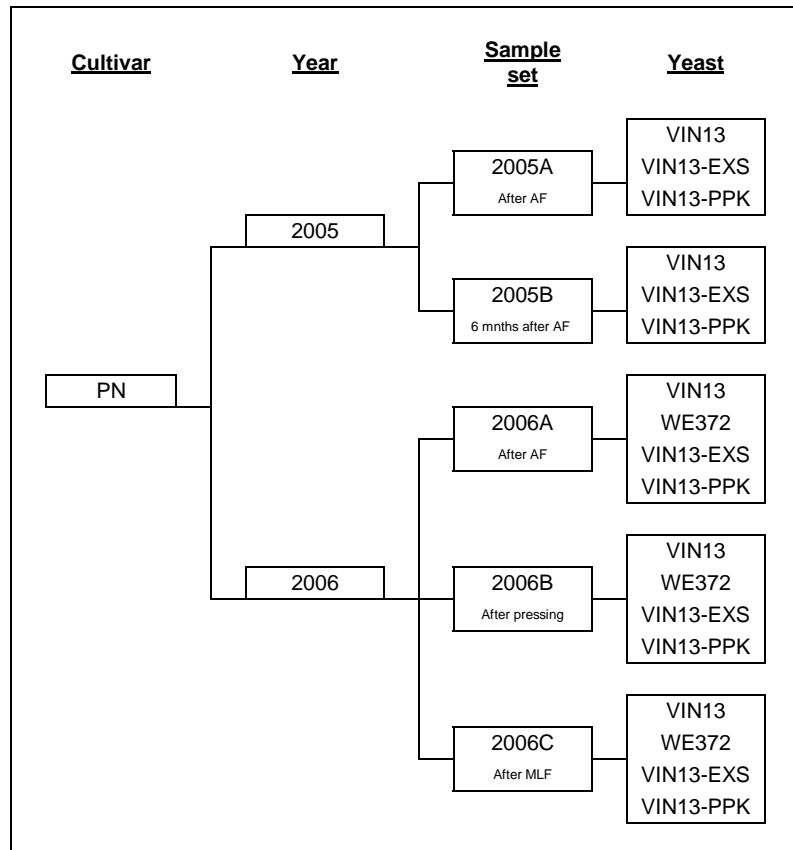 Cultivar
Year
Sample
set
Yeast
2005A
After AF
VIN13
VIN13-EXS
VIN13-PPK
2005
2005B
6 mnths after AF
VIN13
VIN13-EXS
VIN13-PPK
PN
2006A
After AF
VIN13
WE372
VIN13-EXS
VIN13-PPK
2006
2006B
After pressing
VIN13
WE372
VIN13-EXS
VIN13-PPK
2006C
After MLF
VIN13
WE372
VIN13-EXS
VIN13-PPK